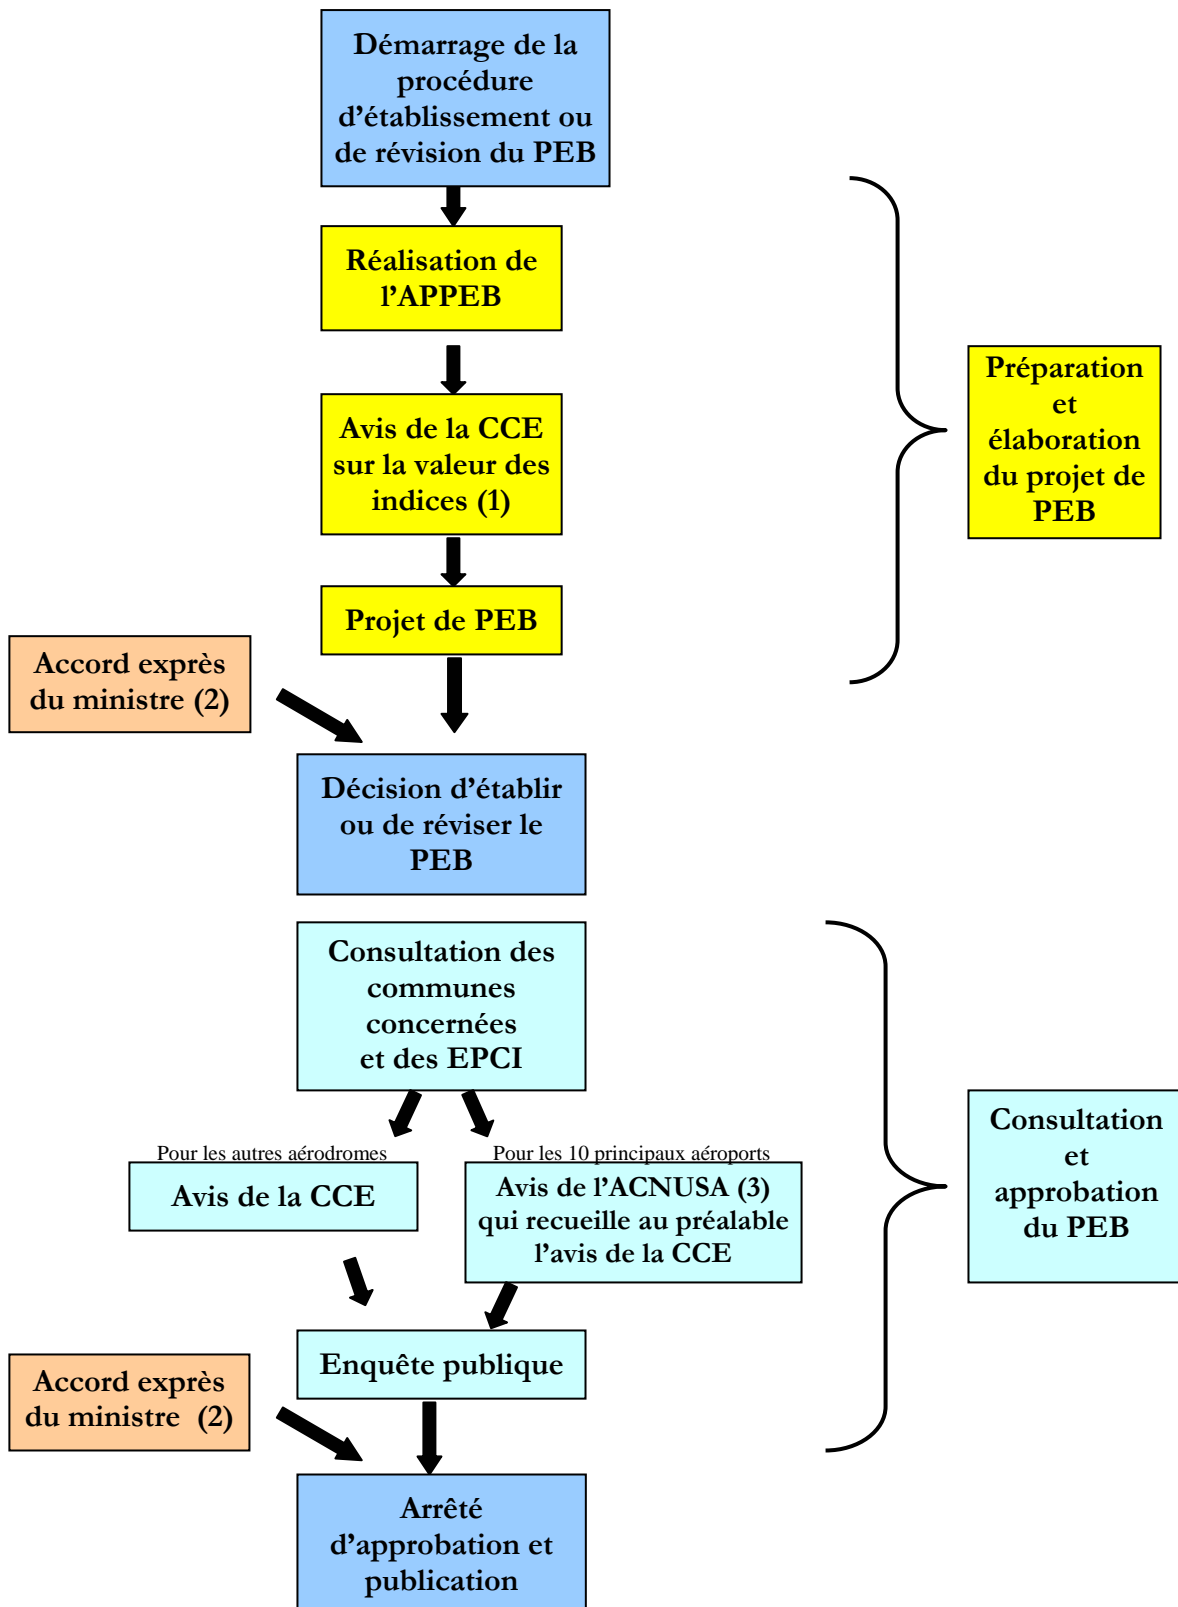 Démarrage de la
procédure
d’établissement ou
de révision du PEB
Réalisation de
l’APPEB
Avis de la CCE
sur la valeur des
indices (1)
Projet de PEB
Préparation
et
élaboration
du projet de
PEB
Accord exprès
du ministre (2)
Décision d’établir
ou de réviser le
PEB
Consultation des
communes
concernées
et des EPCI
Pour les autres aérodromes
Avis de la CCE
Pour les 10 principaux aéroports
Avis de l’ACNUSA (3)
qui recueille au préalable
l’avis de la CCE
Consultation
et
approbation
du PEB
Enquête publique
Accord exprès
du ministre (2)
Arrêté
d’approbation et
publication